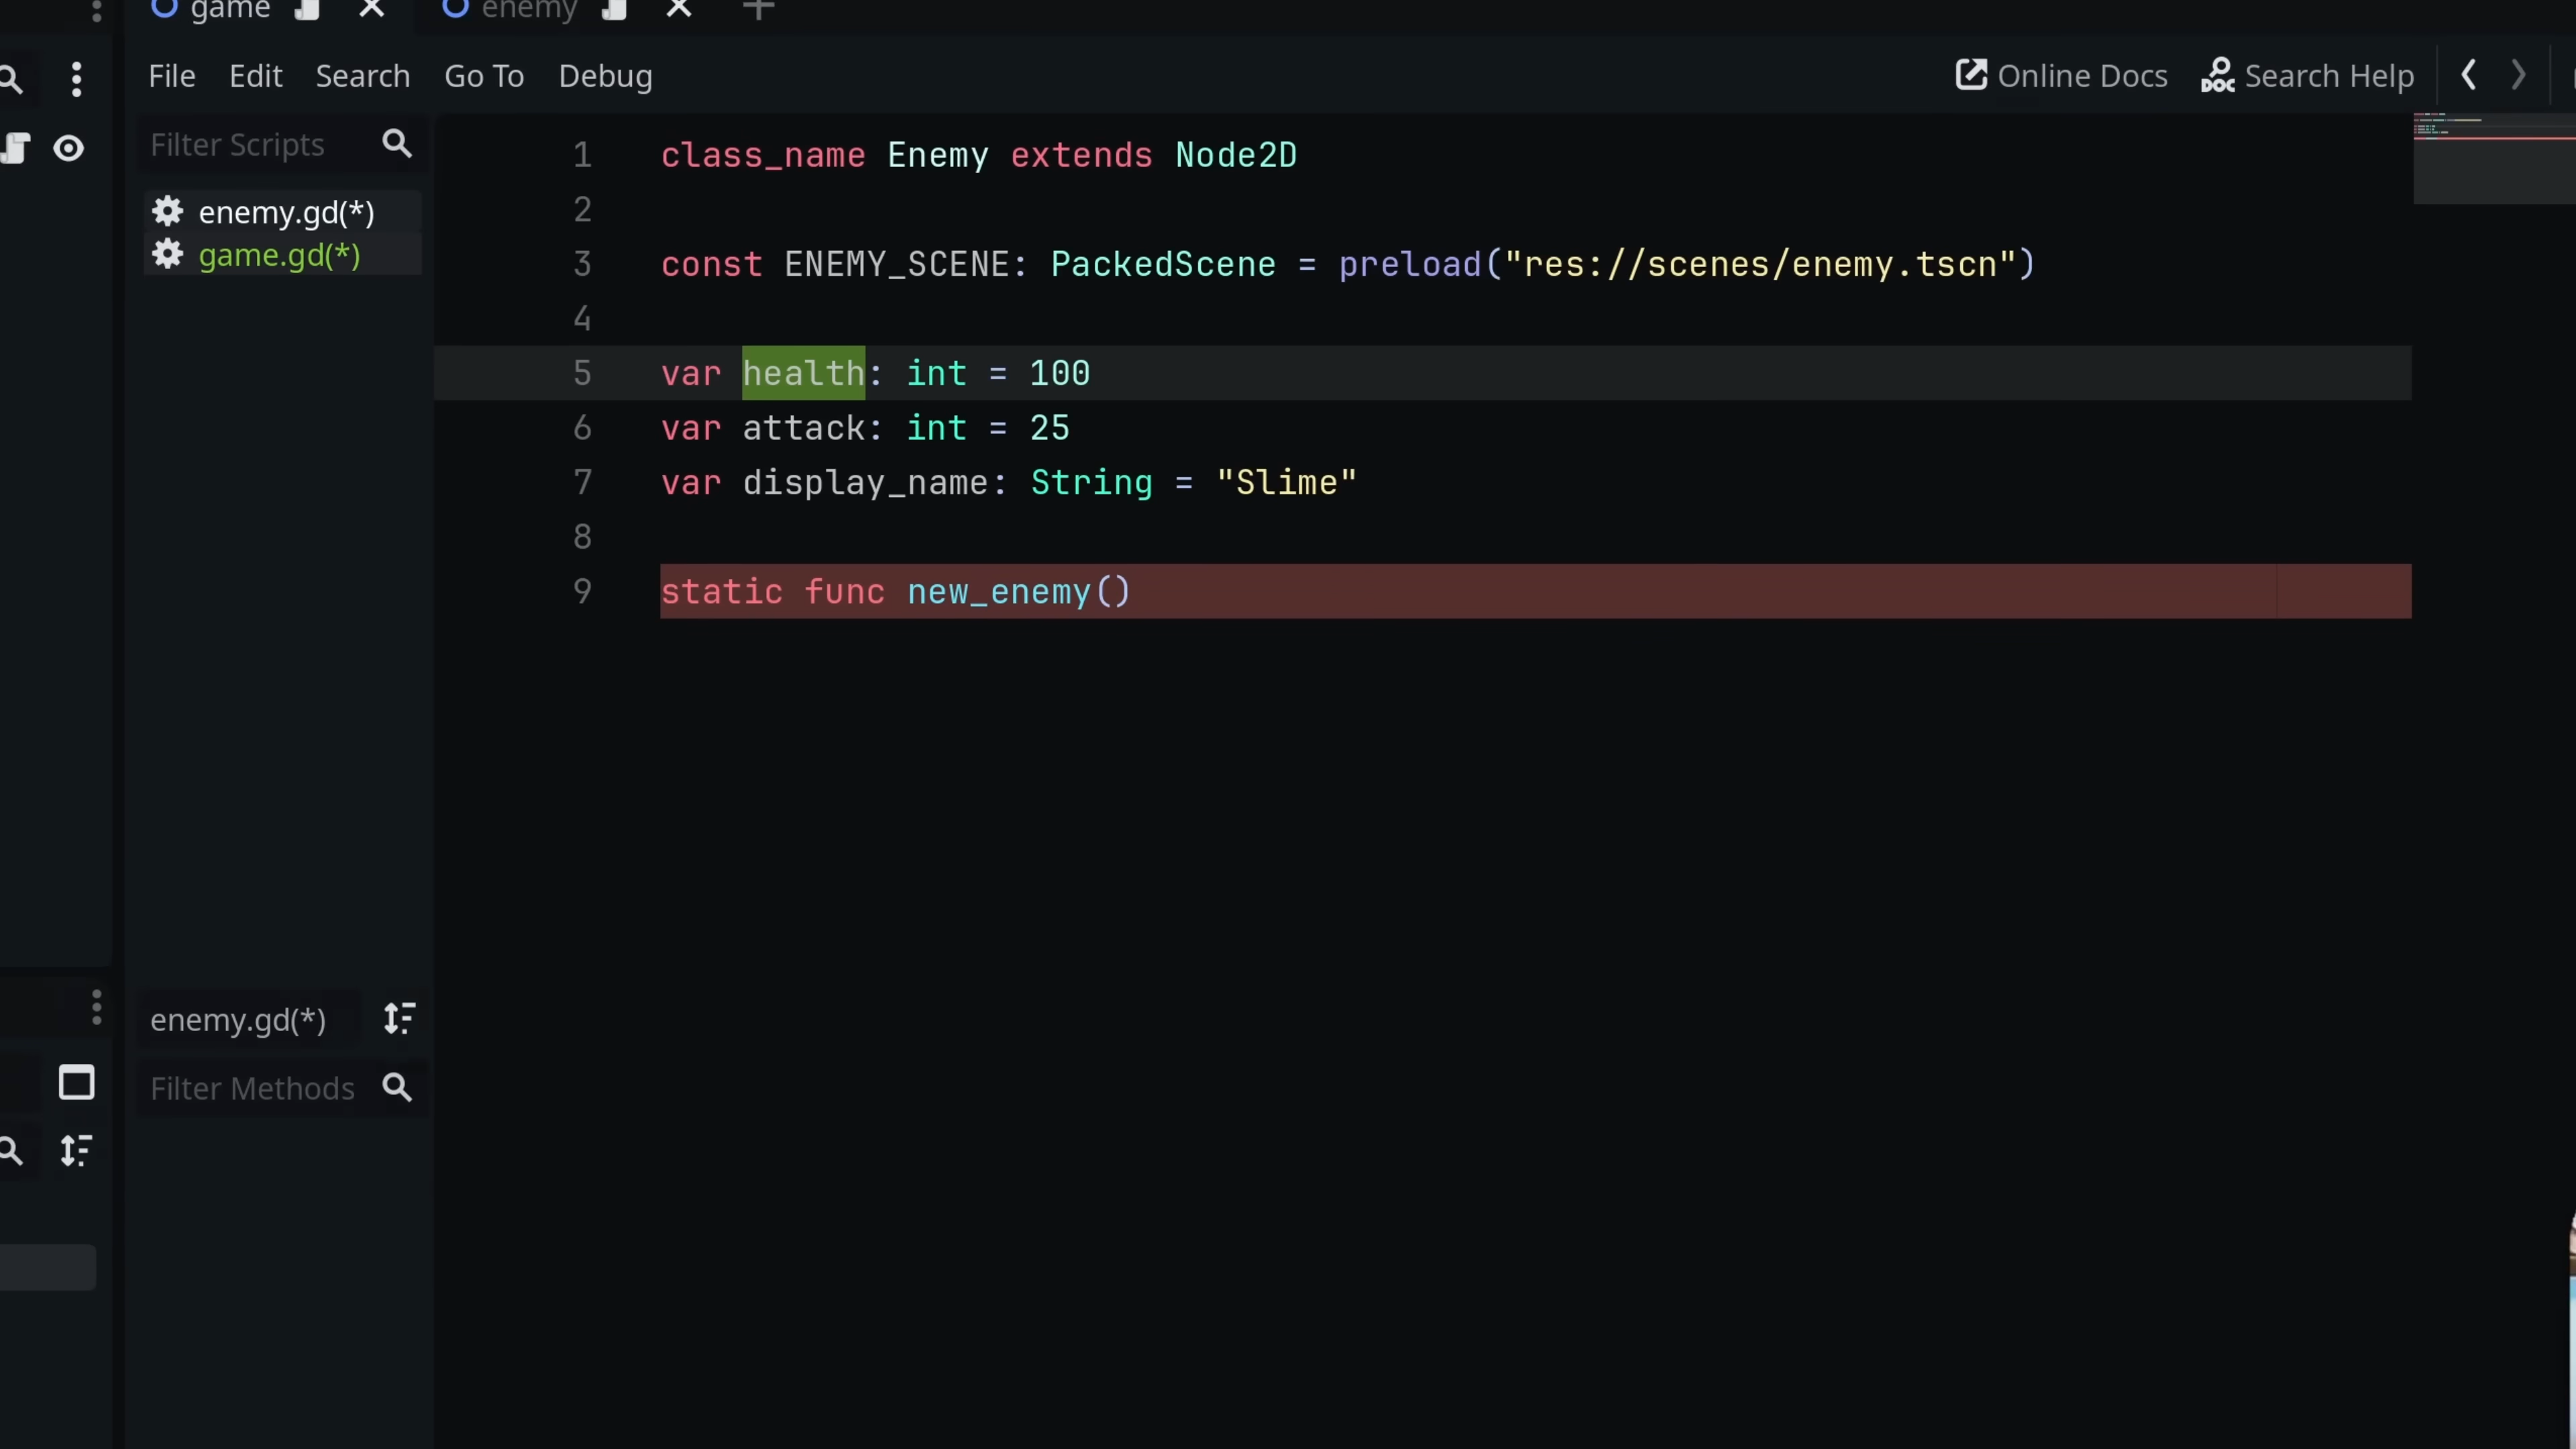 game enemy
File Edit Search Go To Debug Online Docs Search Help
Filter Scripts
enemy.gd(*)
game.gd(*)
1 class_name Enemy extends Node2D
2
3 const ENEMY_SCENE: PackedScene = preload("res://scenes/enemy.tscn")
4
5 var health: int = 100
6 var attack: int = 25
7 var display_name: String = "Slime"
8
9 static func new_enemy()
enemy.gd(*)
Filter Methods